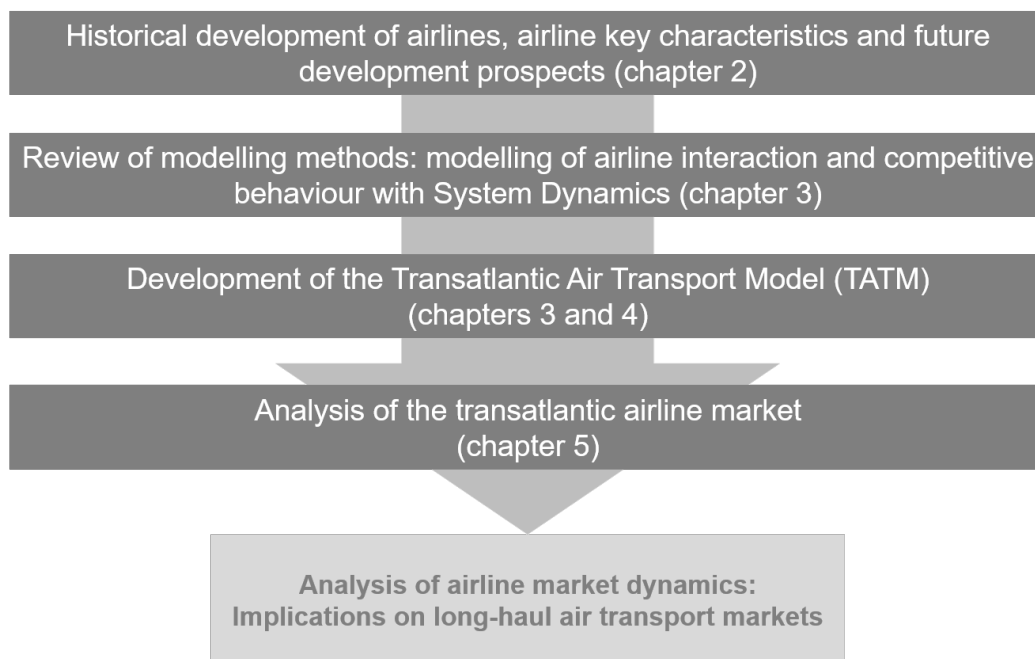 Historical development of airlines, airline key characteristics and future
development prospects (chapter 2)
Review of modelling methods: modelling of airline interaction and competitive
behaviour with System Dynamics (chapter 3)
Development of the Transatlantic Air Transport Model (TATM)
(chapters 3 and 4)
Analysis of the transatlantic airline market
(chapter 5)
Analysis of airline market dynamics:
Implications on long-haul air transport markets